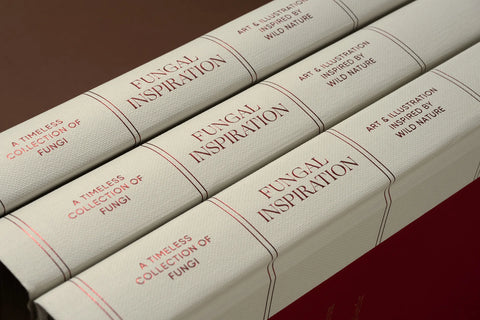 A TIMELESS
COLLECTION OF
FUNGI
FUNGAL
INSPIRATION
ART & ILLUSTRATION
INSPIRED BY
WILD NATURE
A TIMELESS
COLLECTION OF
FUNGI
FUNGAL
INSPIRATION
ART & ILLUSTRATION
INSPIRED BY
WILD NATURE
A TIMELESS
COLLECTION OF
FUNGI
FUNGAL
INSPIRATION
ART & ILLUSTRATION
INSPIRED BY
WILD NATURE